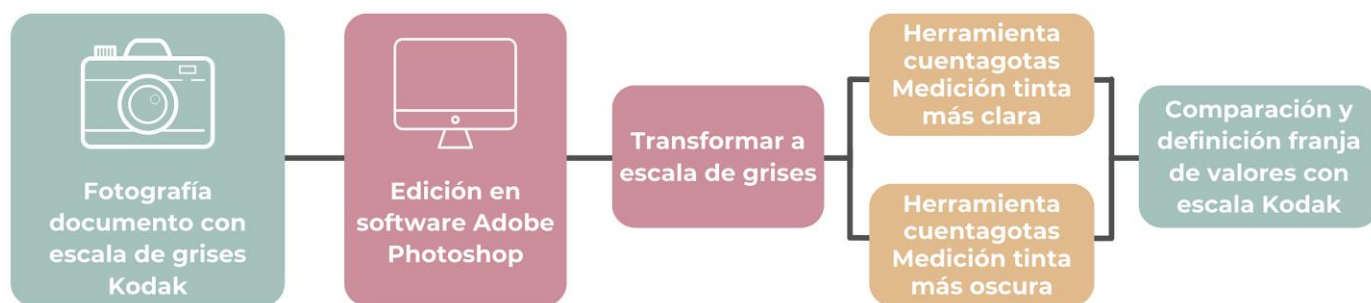 Fotografía
documento con
escala de grises
Kodak
Edición en
software Adobe
Photoshop
Transformar a
escala de grises
Herramienta
cuentagotas
Medición tinta
más clara
Herramienta
cuentagotas
Medición tinta
más oscura
Comparación y
definición franja
de valores con
escala Kodak